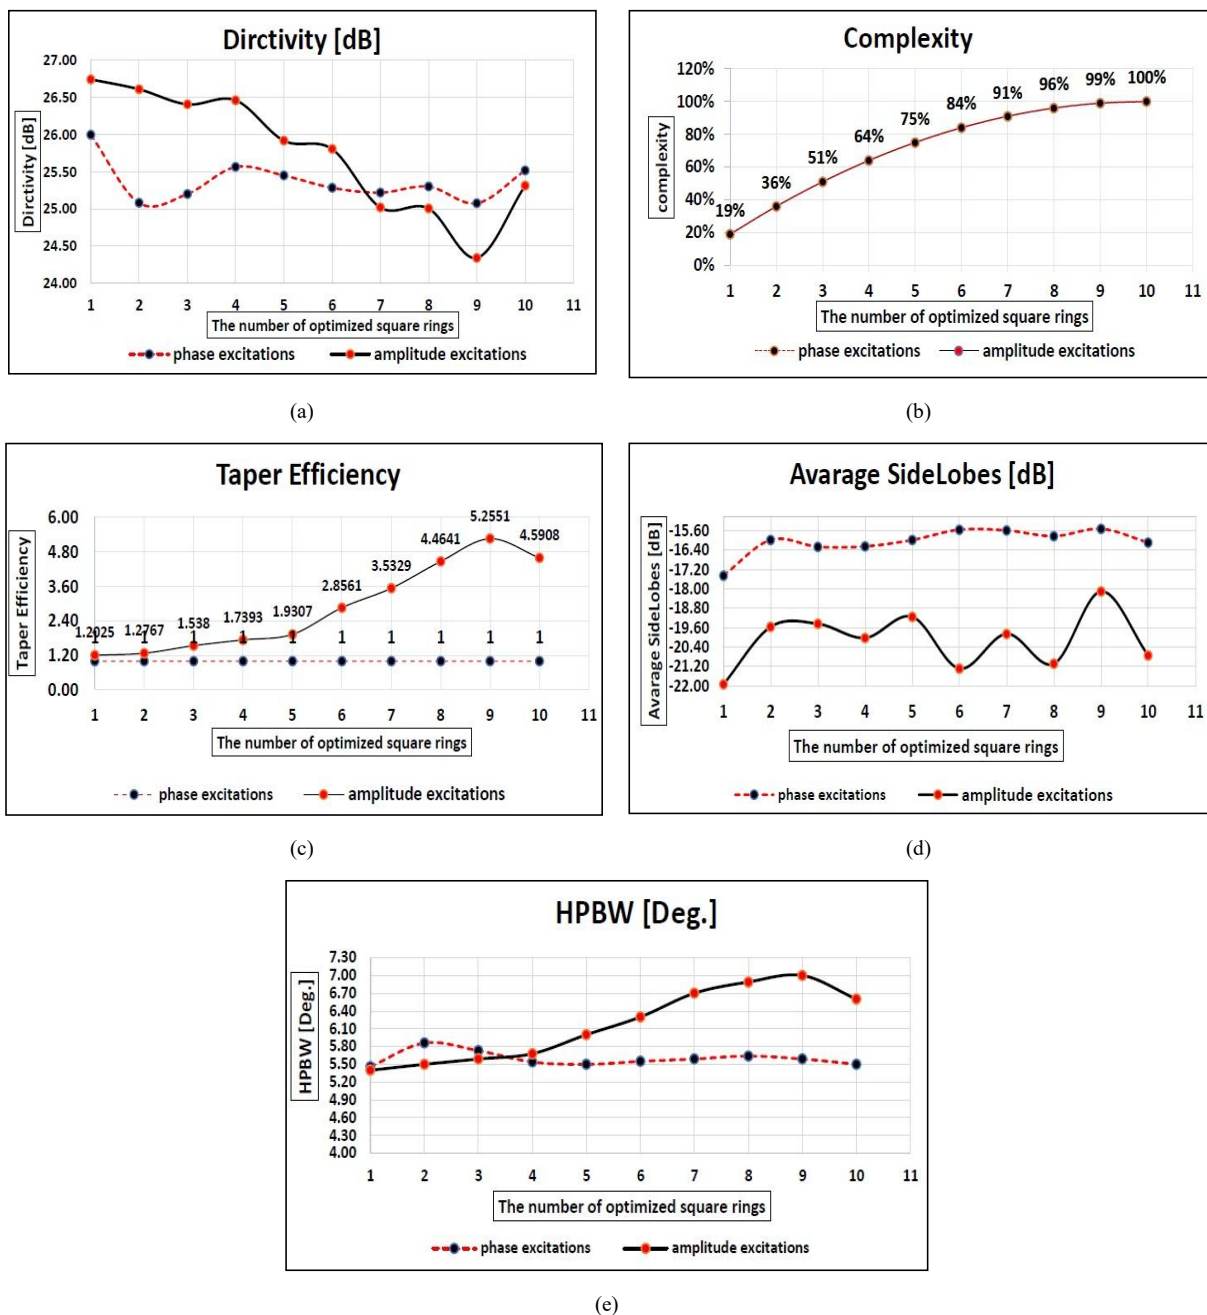 Dirctivity [dB]
Dirctivity [dB]
27.00
26.50
26.00
25.50
25.00
24.50
24.00
1 2 3 4 5 6 7 8 9 10 11
The number of optimized square rings
phase excitations amplitude excitations
(a)
Complexity
complexity
120%
100%
80%
60%
40%
20%
0%
19% 36% 51% 64% 75% 84% 91% 96% 99% 100%
1 2 3 4 5 6 7 8 9 10 11
The number of optimized square rings
phase excitations amplitude excitations
(b)
Taper Efficiency
Taper Efficiency
6.00
4.80
3.60
2.40
1.20
0.00
1.2025 1.2767 1.538 1.7393 1.9307 2.8561 3.5329 4.4641 5.2551 4.5908
1 1 1 1 1 1 1 1 1 1
1 2 3 4 5 6 7 8 9 10 11
The number of optimized square rings
phase excitations amplitude excitations
(c)
Avarage SideLobes [dB]
Avarage SideLobes [dB]
-15.60
-16.40
-17.20
-18.00
-18.80
-19.60
-20.40
-21.20
-22.00
1 2 3 4 5 6 7 8 9 10 11
The number of optimized square rings
phase excitations amplitude excitations
(d)
HPBW [Deg.]
HPBW [Deg.]
7.30
7.00
6.70
6.40
6.10
5.80
5.50
5.20
4.90
4.60
4.30
4.00
1 2 3 4 5 6 7 8 9 10 11
The number of optimized square rings
phase excitations amplitude excitations
(e)